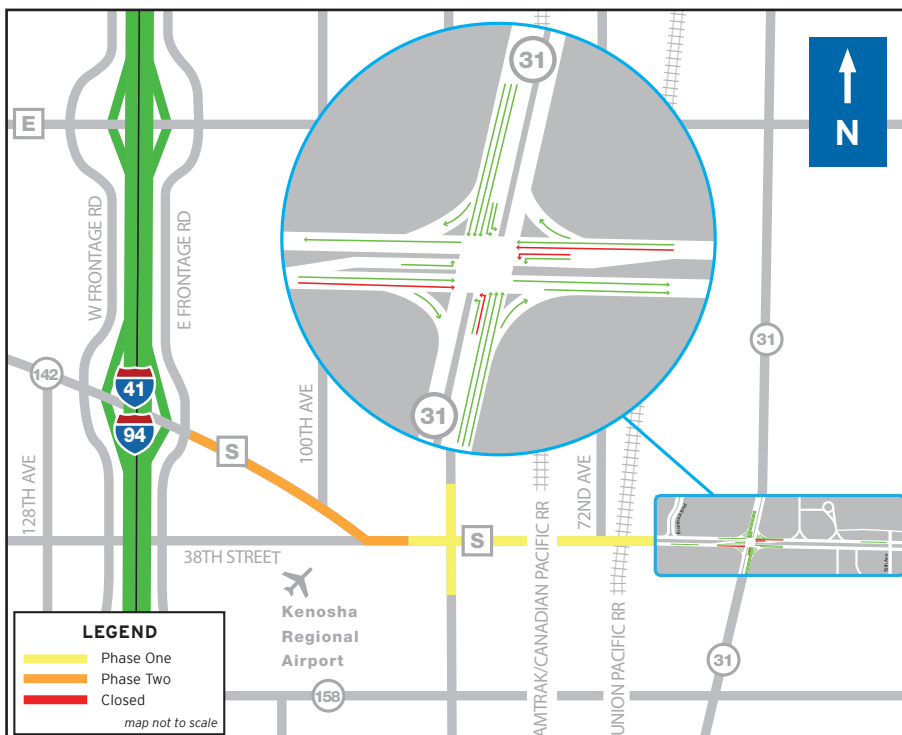 31
E
N
W FRONTAGE RD
E FRONTAGE RD
31
142
41
94
S
100TH AVE
31
128TH AVE
38TH STREET
S
AMTRAK/CANADIAN PACIFIC RR
72ND AVE
UNION PACIFIC RR
Kenosha
Regional
Airport
31
158
LEGEND
Phase One
Phase Two
Closed
map not to scale